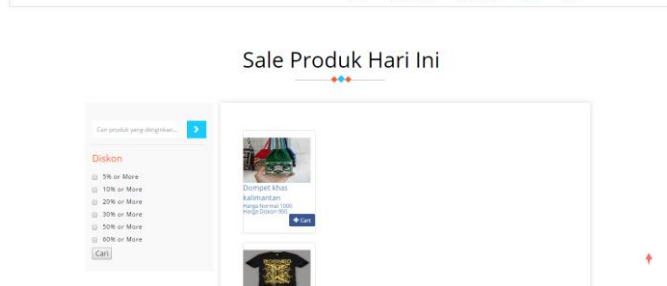 Sale Produk Hari Ini
Cari produk yang diinginkan...
Diskon
5% or More
10% or More
20% or More
30% or More
50% or More
60% or More
Cari
Dompet khas
kalimantan
Harga Normal 1000
Harga Diskon 950
Cart